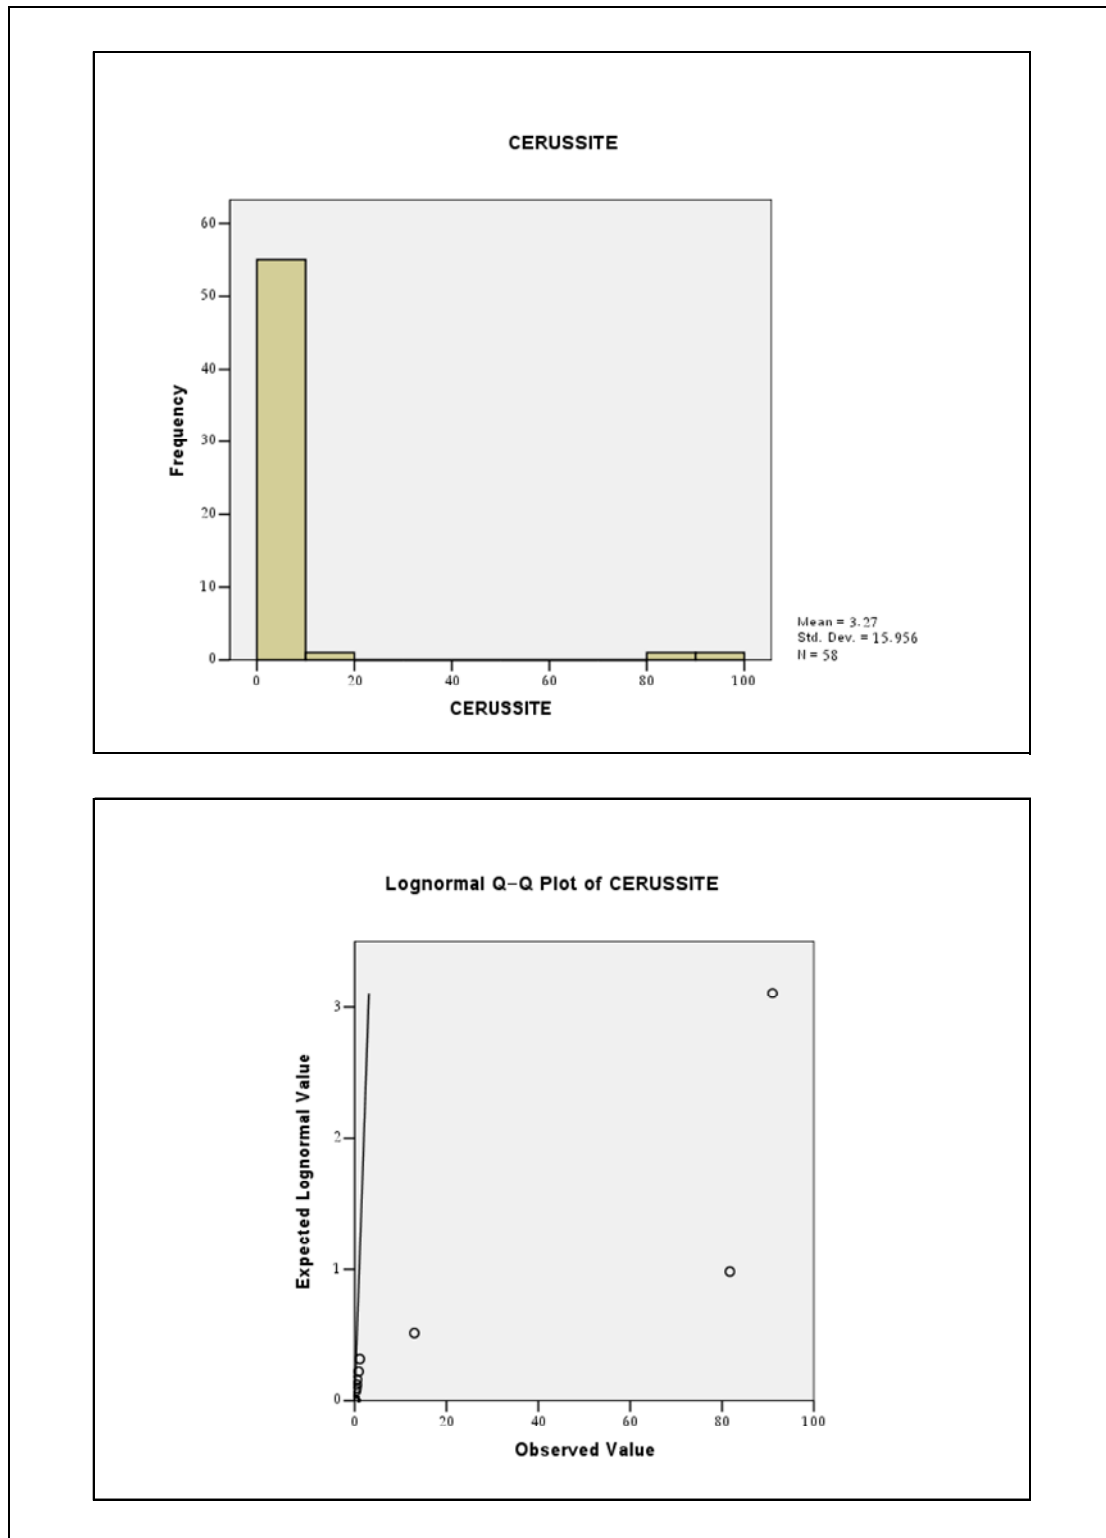 CERUSSITE
60
50
40
30
20
10
0
Frequency
0 20 40 60 80 100
CERUSSITE
Mean = 3.27
Std. Dev. = 15.956
N = 58
Lognormal Q-Q Plot of CERUSSITE
3
2
1
0
Expected Lognormal Value
0 20 40 60 80 100
Observed Value